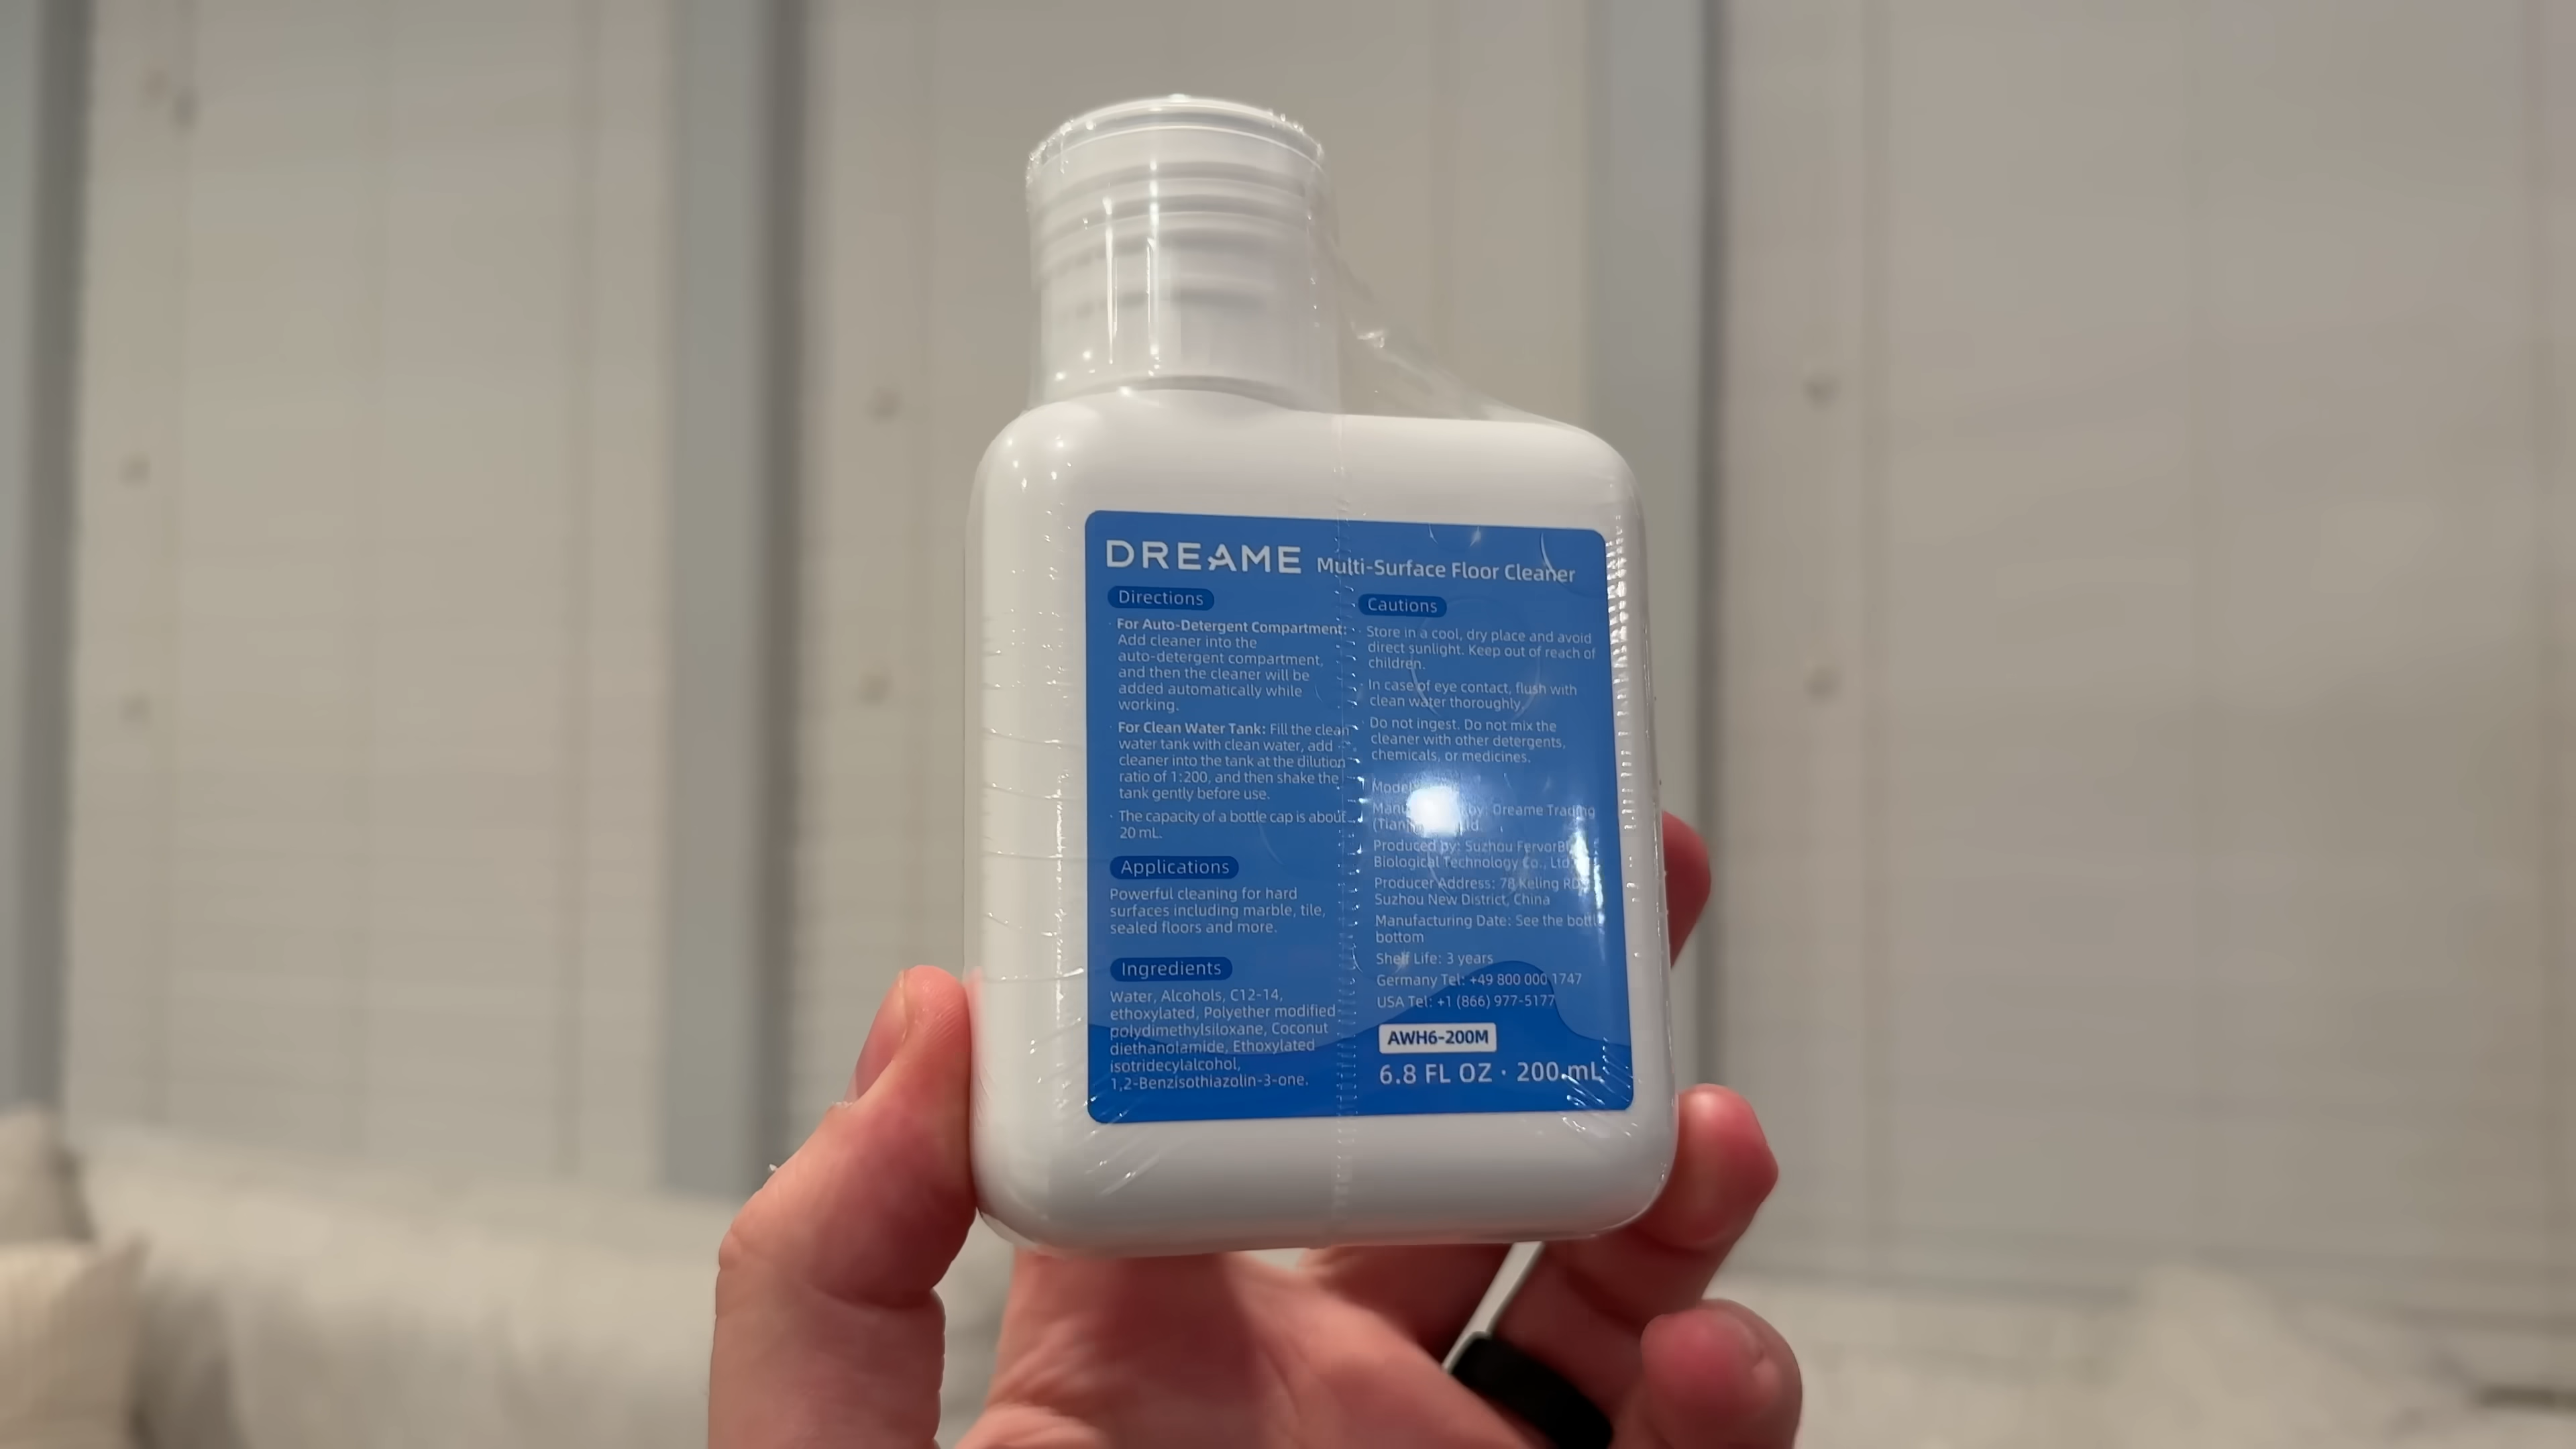 DREAME Multi-Surface Floor Cleaner
Directions
· For Auto-Detergent Compartment:
Add cleaner into the
auto-detergent compartment,
and then the cleaner will be
added automatically while
working.
· For Clean Water Tank: Fill the clean
water tank with clean water, add
cleaner into the tank at the dilution
ratio of 1:200, and then shake the
tank gently before use.
· The capacity of a bottle cap is about
20 mL.
Applications
Powerful cleaning for hard
surfaces including marble, tile,
sealed floors and more.
Ingredients
Water, Alcohols, C12-14,
ethoxylated, Polyether modified
polydimethylsiloxane, Coconut
diethanolamide, Ethoxylated
isotridecylalcohol,
1,2-Benzisothiazolin-3-one.
Cautions
· Store in a cool, dry place and avoid
direct sunlight. Keep out of reach of
children.
· In case of eye contact, flush with
clean water thoroughly.
· Do not ingest. Do not mix the
cleaner with other detergents,
chemicals, or medicines.
Model
by: Dreame Trading
Ltd.
Produced by: Suzhou
Biological Technology Co., Ltd
Producer Address: 78 Keling RD,
Suzhou New District, China
Manufacturing Date: See the bottle
bottom
Shelf Life: 3 years
Germany Tel: +49 800 000 1747
USA Tel: +1 (866) 977-5177
AWH6-200M
6.8 FL OZ · 200 mL